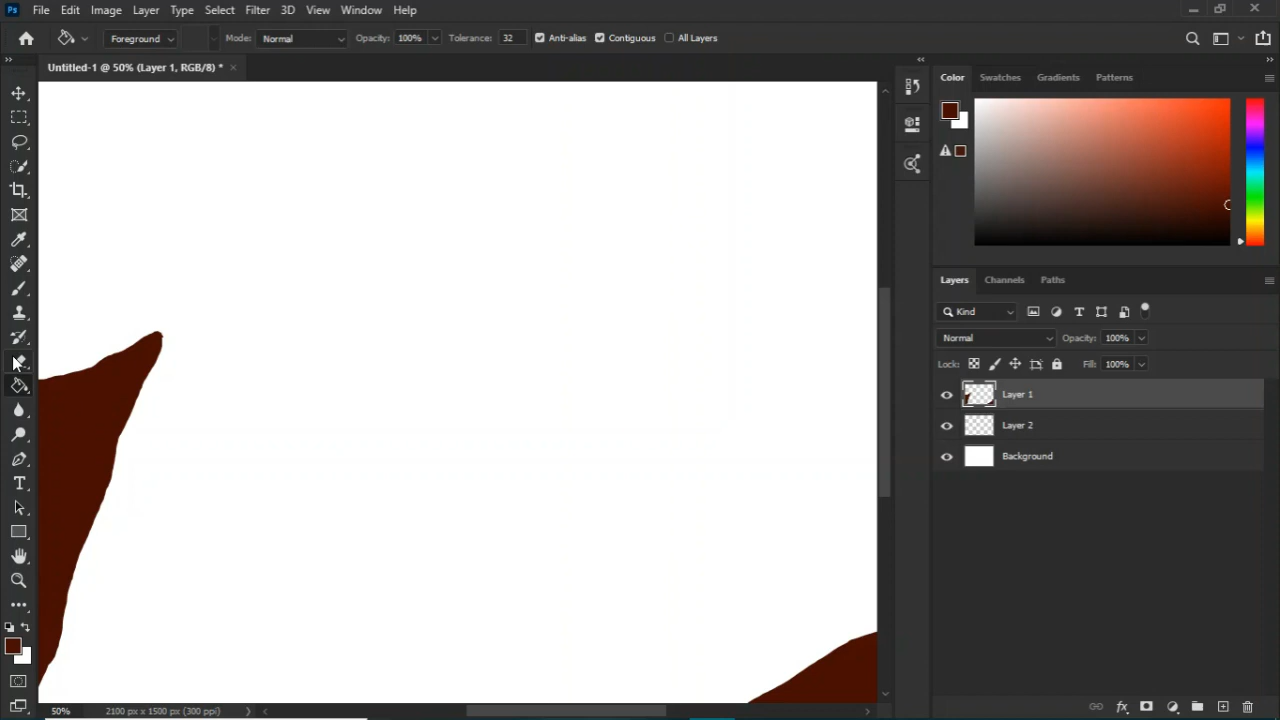 Ps File Edit Image Layer Type Select Filter 3D View Window Help
Foreground Mode: Normal Opacity: 100% Tolerance: 32 Anti-alias Contiguous All Layers
Untitled-1 @ 50% (Layer 1, RGB/8) * ×
Color Swatches Gradients Patterns
Layers Channels Paths
Kind
Normal Opacity: 100%
Lock: Fill: 100%
Layer 1
Layer 2
Background
T
fx
50% 2100 px x 1500 px (300 ppi)